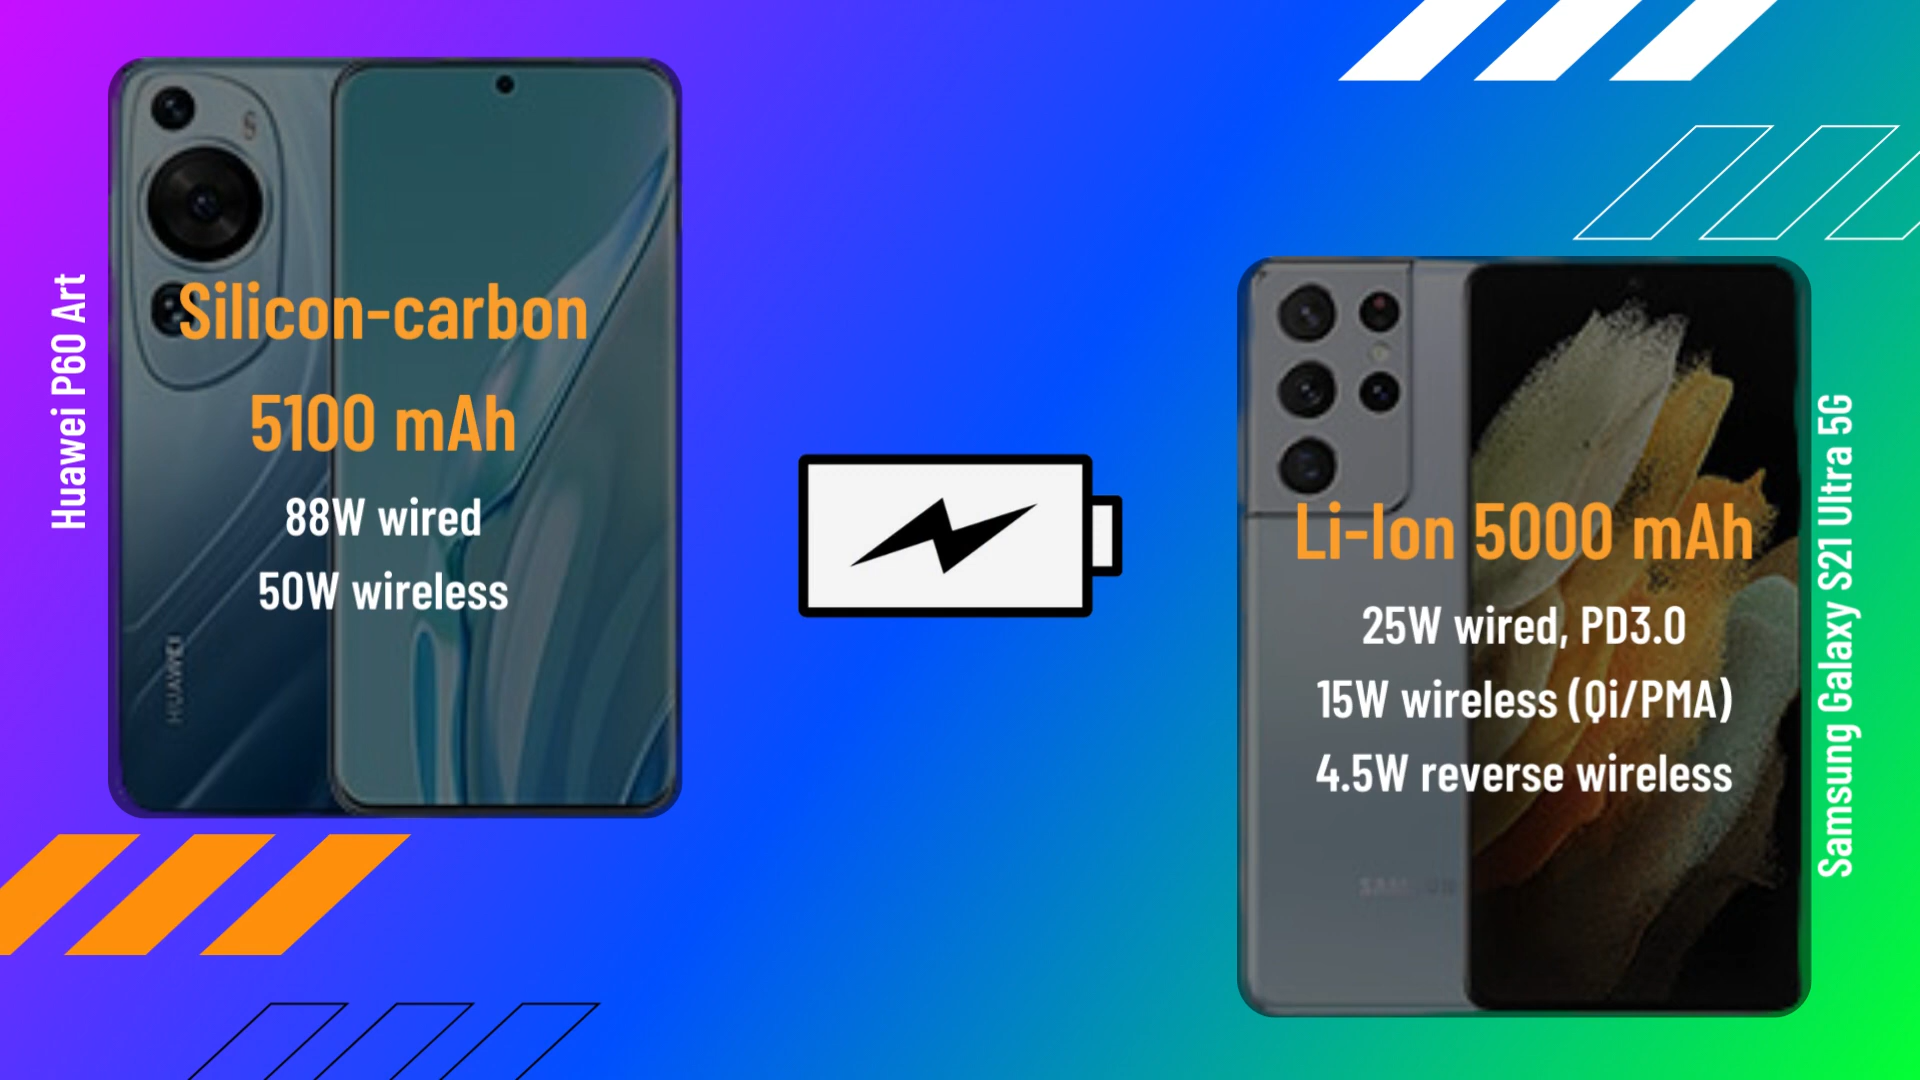 Huawei P60 Art
Silicon-carbon
5100 mAh
88W wired
50W wireless
HUAWEI
Li-Ion 5000 mAh
25W wired, PD3.0
15W wireless (Qi/PMA)
4.5W reverse wireless
Samsung Galaxy S21 Ultra 5G